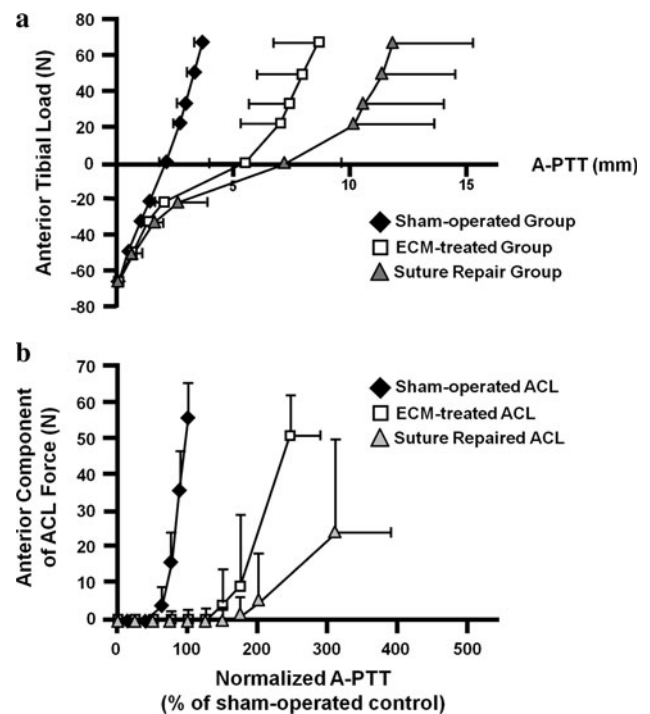 a
80
60
40
20
0
-20
-40
-60
-80
Anterior Tibial Load (N)
5
10
15
A-PTT (mm)
Sham-operated Group
ECM-treated Group
Suture Repair Group
b
70
60
50
40
30
20
10
0
Anterior Component
of ACL Force (N)
Sham-operated ACL
ECM-treated ACL
Suture Repaired ACL
0
100
200
300
400
500
Normalized A-PTT
(% of sham-operated control)